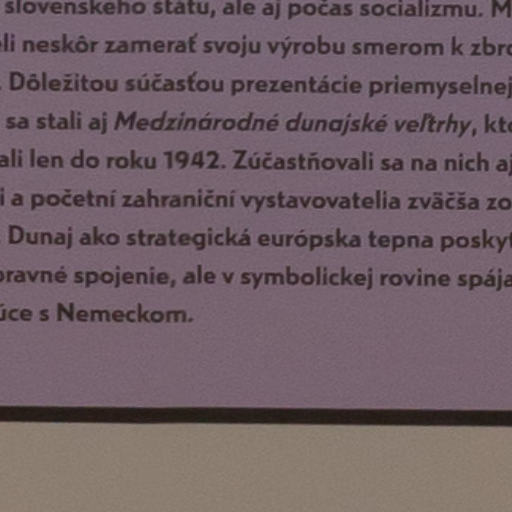 slovenského štátu, ale aj počas socializmu. M
eli neskôr zamerať svoju výrobu smerom k zbro
. Dôležitou súčasťou prezentácie priemyselnej
sa stali aj Medzinárodné dunajské veľtrhy, kto
ali len do roku 1942. Zúčastňovali sa na nich aj
i a početní zahraniční vystavovatelia zväčša zo
. Dunaj ako strategická európska tepna poskyt
pravné spojenie, ale v symbolickej rovine spája
úce s Nemeckom.